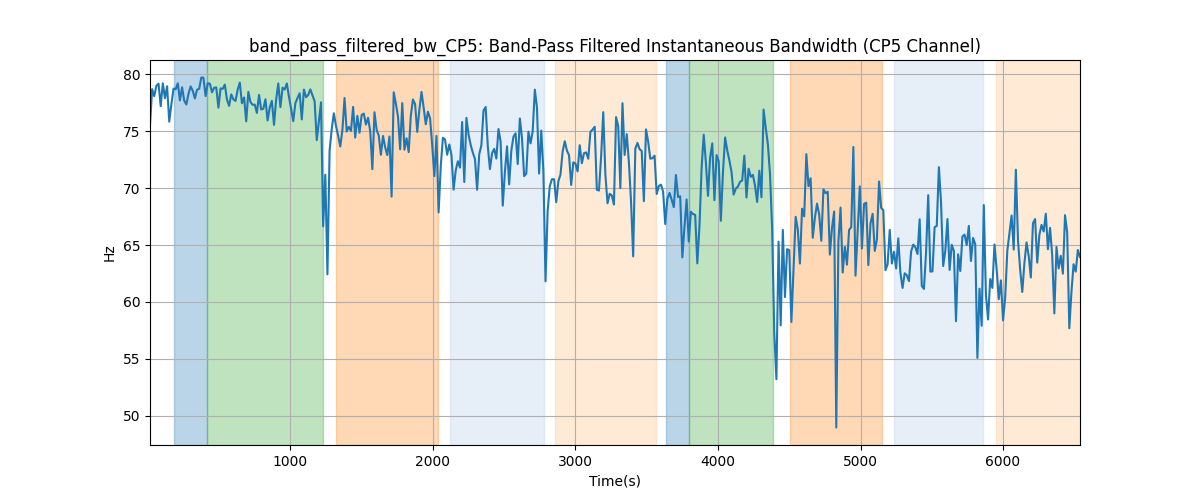 band_pass_filtered_bw_CP5: Band-Pass Filtered Instantaneous Bandwidth (CP5 Channel)
80
75
70
65
60
55
50
Hz
1000 2000 3000 4000 5000 6000
Time(s)